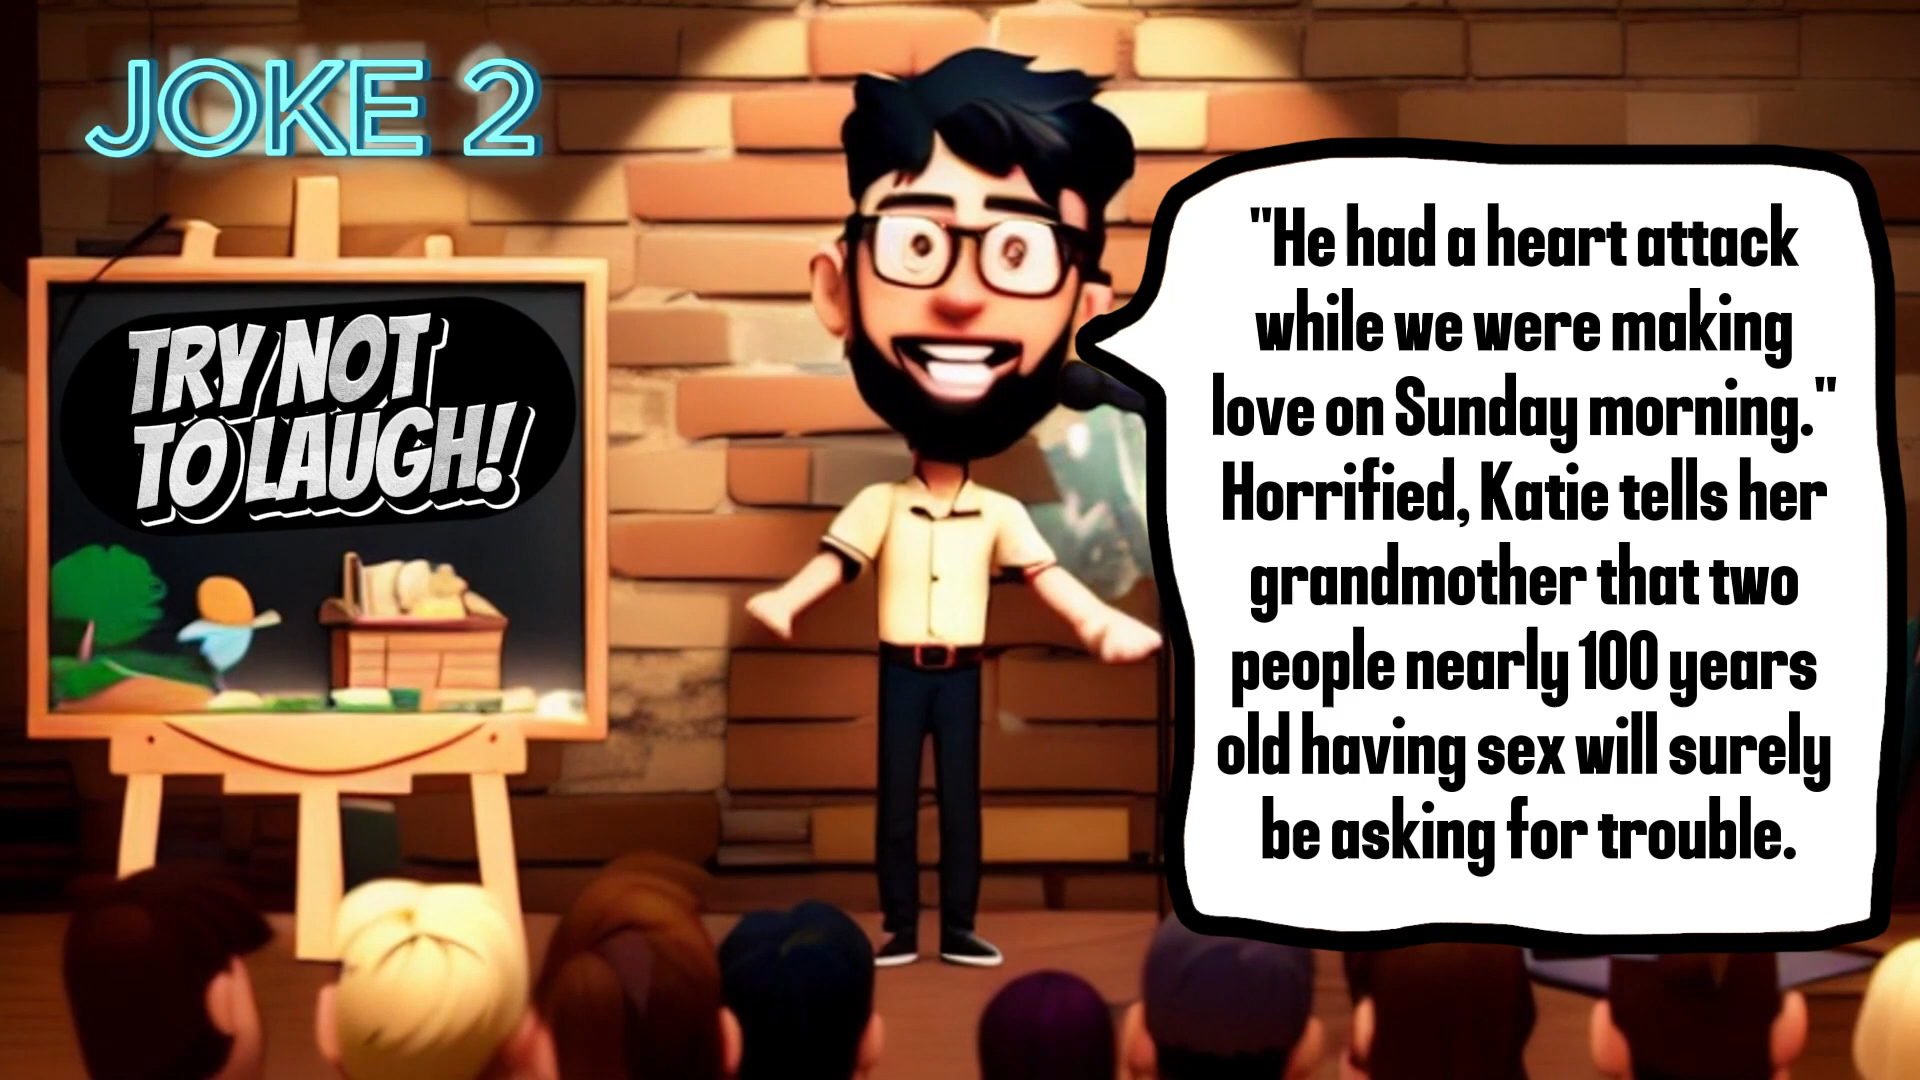 JOKE 2
TRY NOT
TO LAUGH!
"He had a heart attack
while we were making
love on Sunday morning."
Horrified, Katie tells her
grandmother that two
people nearly 100 years
old having sex will surely
be asking for trouble.